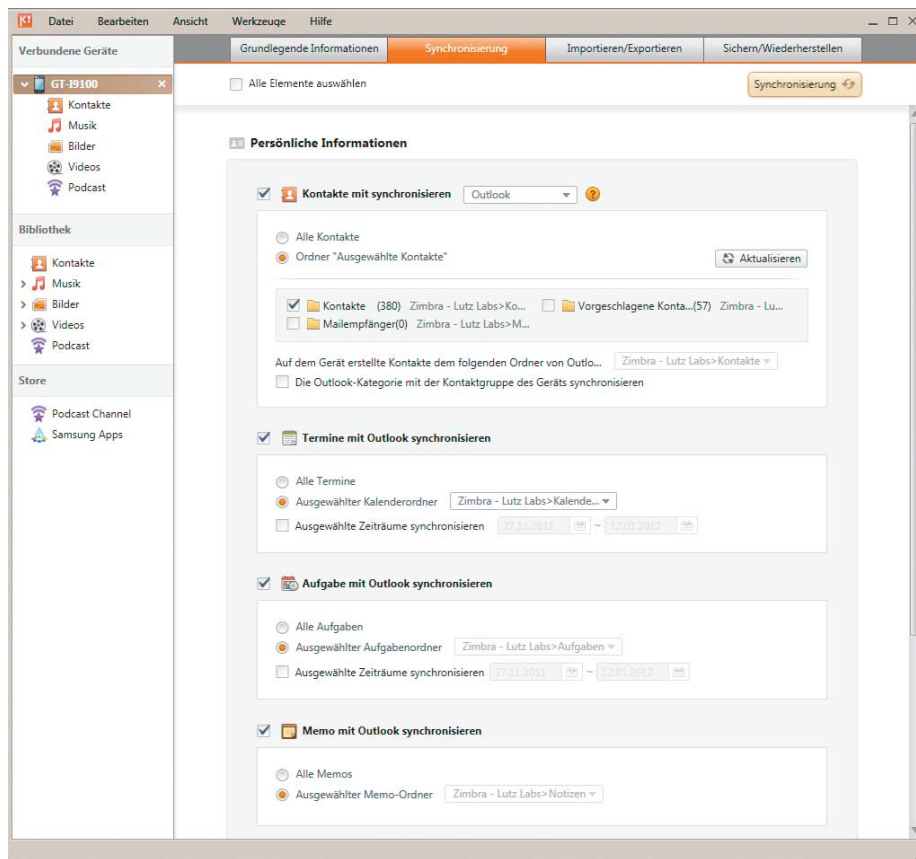 Datei Bearbeiten Ansicht Werkzeuge Hilfe
Verbundene Geräte
GT-I9100
Kontakte
Musik
Bilder
Videos
Podcast
Bibliothek
Kontakte
Musik
Bilder
Videos
Podcast
Store
Podcast Channel
Samsung Apps
Grundlegende Informationen Synchronisierung Importieren/Exportieren Sichern/Wiederherstellen
Alle Elemente auswählen Synchronisierung
Persönliche Informationen
Kontakte mit synchronisieren Outlook ?
Alle Kontakte
Ordner "Ausgewählte Kontakte" Aktualisieren
Kontakte (380) Zimbra - Lutz Labs>Ko... Vorgeschlagene Konta...(57) Zimbra - Lu...
Mailempfänger(0) Zimbra - Lutz Labs>M...
Auf dem Gerät erstellte Kontakte dem folgenden Ordner von Outlo... Zimbra - Lutz Labs>Kontakte
Die Outlook-Kategorie mit der Kontaktgruppe des Geräts synchronisieren
Termine mit Outlook synchronisieren
Alle Termine
Ausgewählter Kalenderordner Zimbra - Lutz Labs>Kalende...
Ausgewählte Zeiträume synchronisieren 27.11.2011 ~ 12.01.2012
Aufgabe mit Outlook synchronisieren
Alle Aufgaben
Ausgewählter Aufgabenordner Zimbra - Lutz Labs>Aufgaben
Ausgewählte Zeiträume synchronisieren 27.11.2011 ~ 12.01.2012
Memo mit Outlook synchronisieren
Alle Memos
Ausgewählter Memo-Ordner Zimbra - Lutz Labs>Notizen